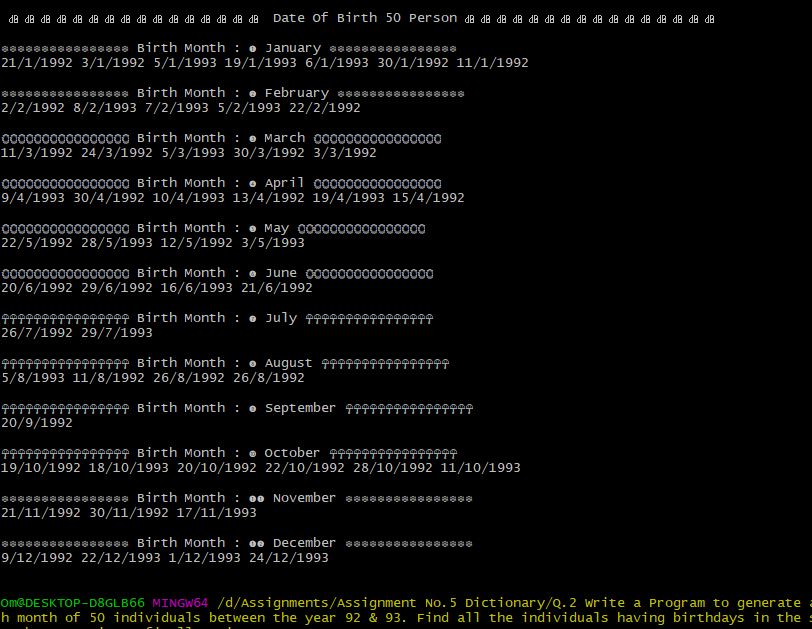 Date Of Birth 50 Person
Birth Month : ❶ January
21/1/1992 3/1/1992 5/1/1993 19/1/1993 6/1/1993 30/1/1992 11/1/1992
Birth Month : ❷ February
2/2/1992 8/2/1993 7/2/1993 5/2/1993 22/2/1992
Birth Month : ❸ March
11/3/1992 24/3/1992 5/3/1993 30/3/1992 3/3/1992
Birth Month : ❹ April
9/4/1993 30/4/1992 10/4/1993 13/4/1992 19/4/1993 15/4/1992
Birth Month : ❺ May
22/5/1992 28/5/1993 12/5/1992 3/5/1993
Birth Month : ❻ June
20/6/1992 29/6/1992 16/6/1993 21/6/1992
Birth Month : ❼ July
26/7/1992 29/7/1993
Birth Month : ❽ August
5/8/1993 11/8/1992 26/8/1992 26/8/1992
Birth Month : ❾ September
20/9/1992
Birth Month : ❿ October
19/10/1992 18/10/1993 20/10/1992 22/10/1992 28/10/1992 11/10/1993
Birth Month : ❶❶ November
21/11/1992 30/11/1992 17/11/1993
Birth Month : ❶❷ December
9/12/1992 22/12/1993 1/12/1993 24/12/1993
Om@DESKTOP-D8GLB66 MINGW64 /d/Assignments/Assignment No.5 Dictionary/Q.2 Write a Program to generate
h month of 50 individuals between the year 92 & 93. Find all the individuals having birthdays in the